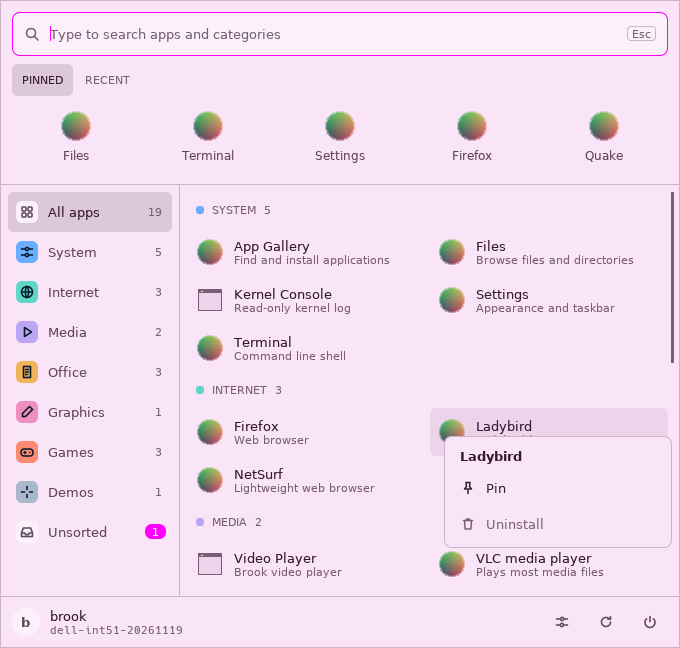 Type to search apps and categories
Esc
PINNED
RECENT
Files
Terminal
Settings
Firefox
Quake
All apps 19
System 5
Internet 3
Media 2
Office 3
Graphics 1
Games 3
Demos 1
Unsorted 1
SYSTEM 5
App Gallery
Find and install applications
Files
Browse files and directories
Kernel Console
Read-only kernel log
Settings
Appearance and taskbar
Terminal
Command line shell
INTERNET 3
Firefox
Web browser
Ladybird
NetSurf
Lightweight web browser
Ladybird
Pin
Uninstall
MEDIA 2
Video Player
Brook video player
VLC media player
Plays most media files
b
brook
dell-int51-20261119